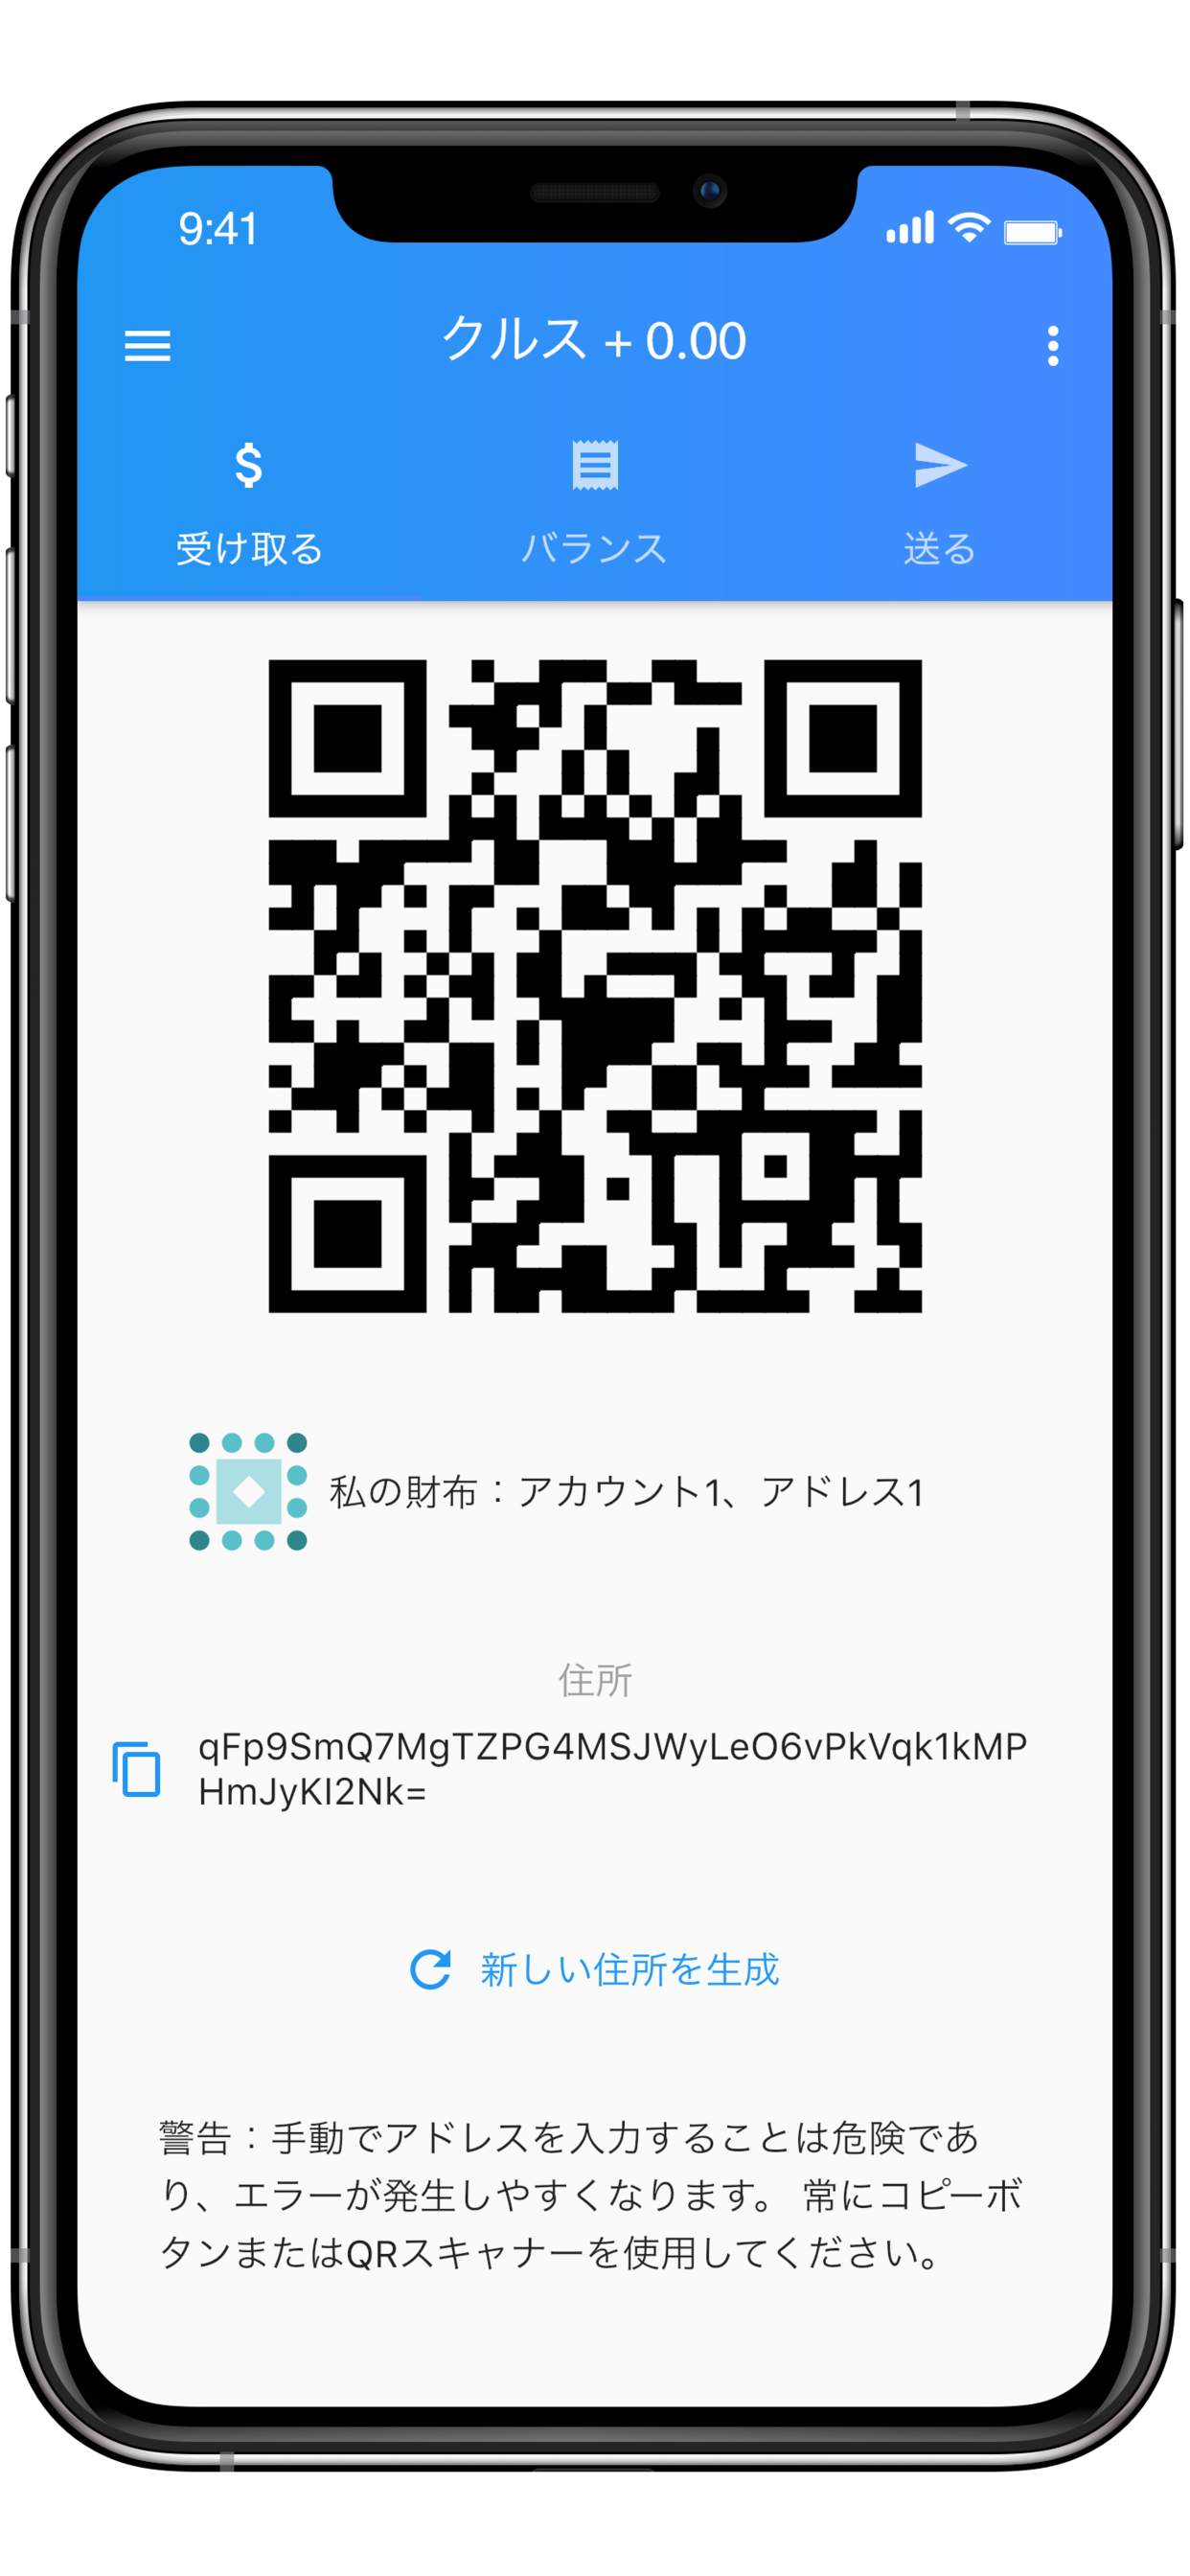 9:41
クルス + 0.00
受け取る
バランス
送る
私の財布：アカウント1、アドレス1
住所
qFp9SmQ7MgTZPG4MSJWyLeO6vPkVqk1kMP
HmJyKI2Nk=
新しい住所を生成
警告：手動でアドレスを入力することは危険であ
り、エラーが発生しやすくなります。 常にコピーボ
タンまたはQRスキャナーを使用してください。